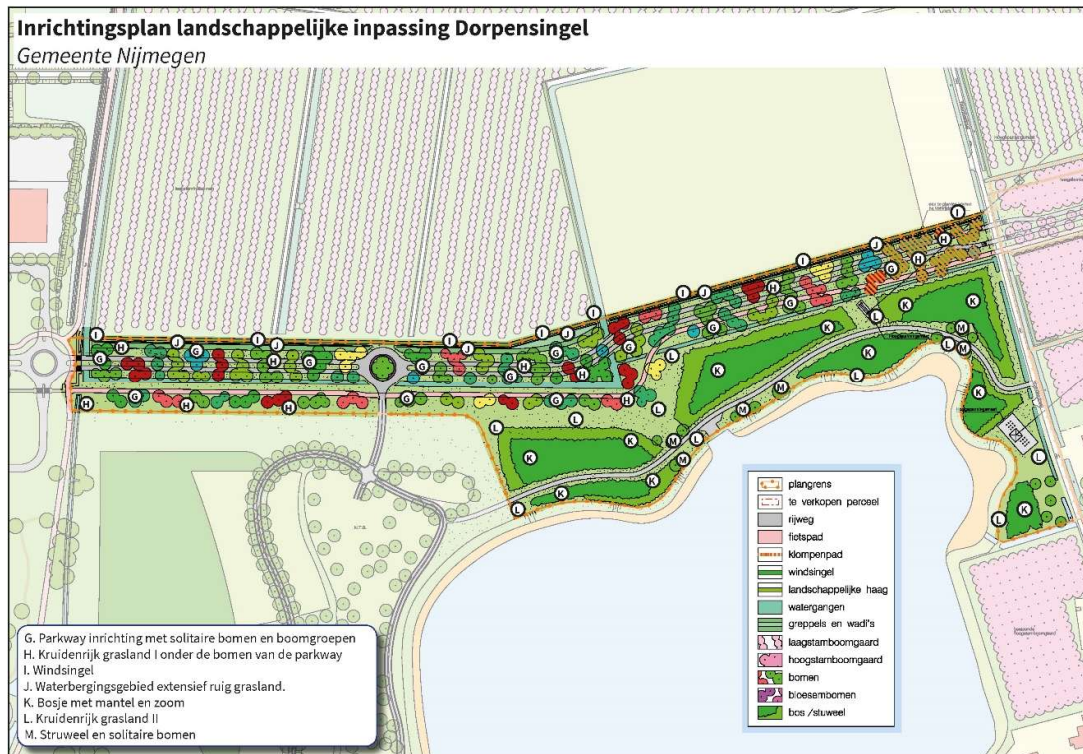 Inrichtingsplan landschappelijke inpassing Dorpensingel
Gemeente Nijmegen
I
H
J
G
I
J
H
G
I
J
G
H
G
I
J
G
H
I
G
H
I
J
G
H
G
I
J
G
H
H
I
G
H
G
H
H
G
G
H
L
L
L
L
K
K
K
K
L
M
M
L
M
M
K
K
L
K
L
K
K
L
M
M
K
L
K
L
plangrens
te verkopen perceel
rijweg
fietspad
klompenpad
windsingel
landschappelijke haag
watergangen
greppels en wadi's
laagstamboomgaard
hoogstamboomgaard
bomen
bloesembomen
bos /stuweel
G. Parkway inrichting met solitaire bomen en boomgroepen
H. Kruidenrijk grasland I onder de bomen van de parkway
I. Windsingel
J. Waterbergingsgebied extensief ruig grasland.
K. Bosje met mantel en zoom
L. Kruidenrijk grasland II
M. Struweel en solitaire bomen